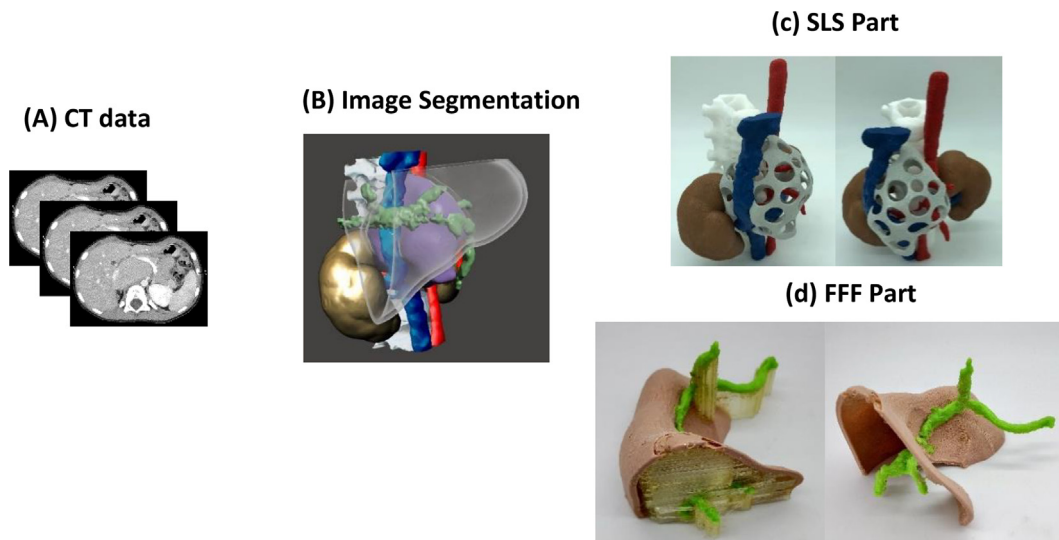 (A) CT data
(B) Image Segmentation
(c) SLS Part
(d) FFF Part